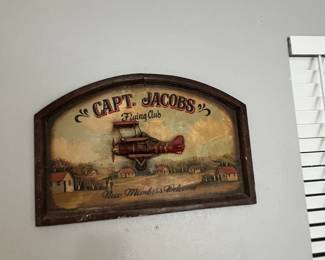 "CAPT. JACOBS"
Flying Club
New Members Welcome